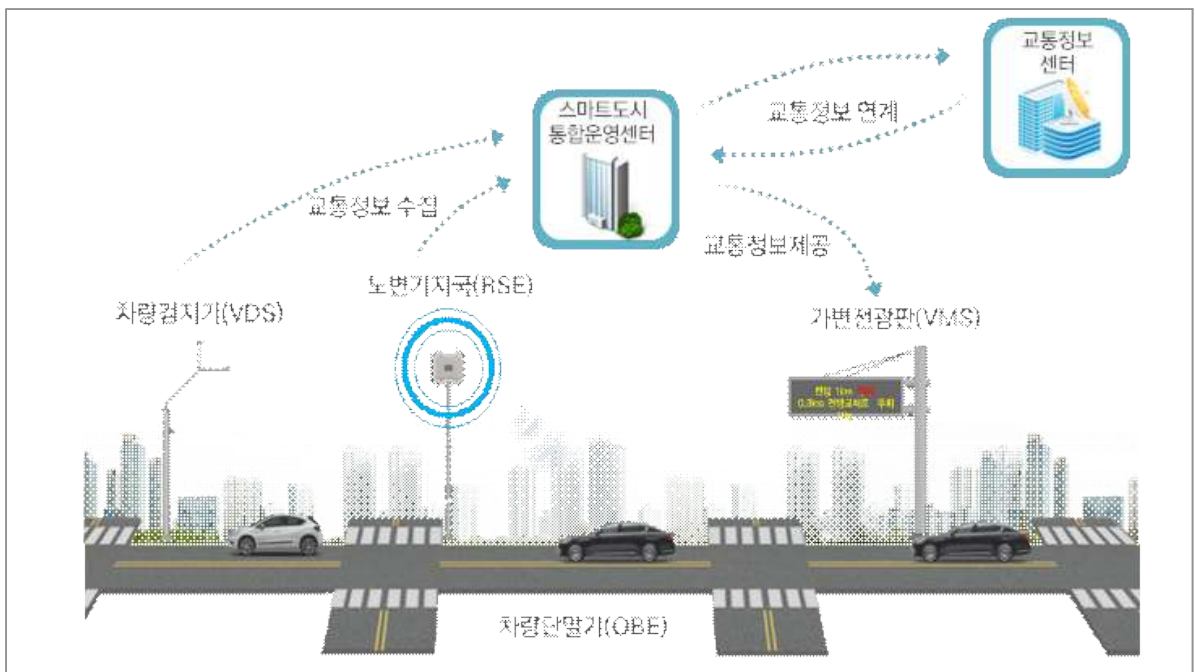 교통정보
센터
스마트도시
통합운영센터
교통정보 연계
교통정보 수집
교통정보제공
노변기지국(RSE)
차량검지기(VDS)
가변전광판(VMS)
차량단말기(OBE)